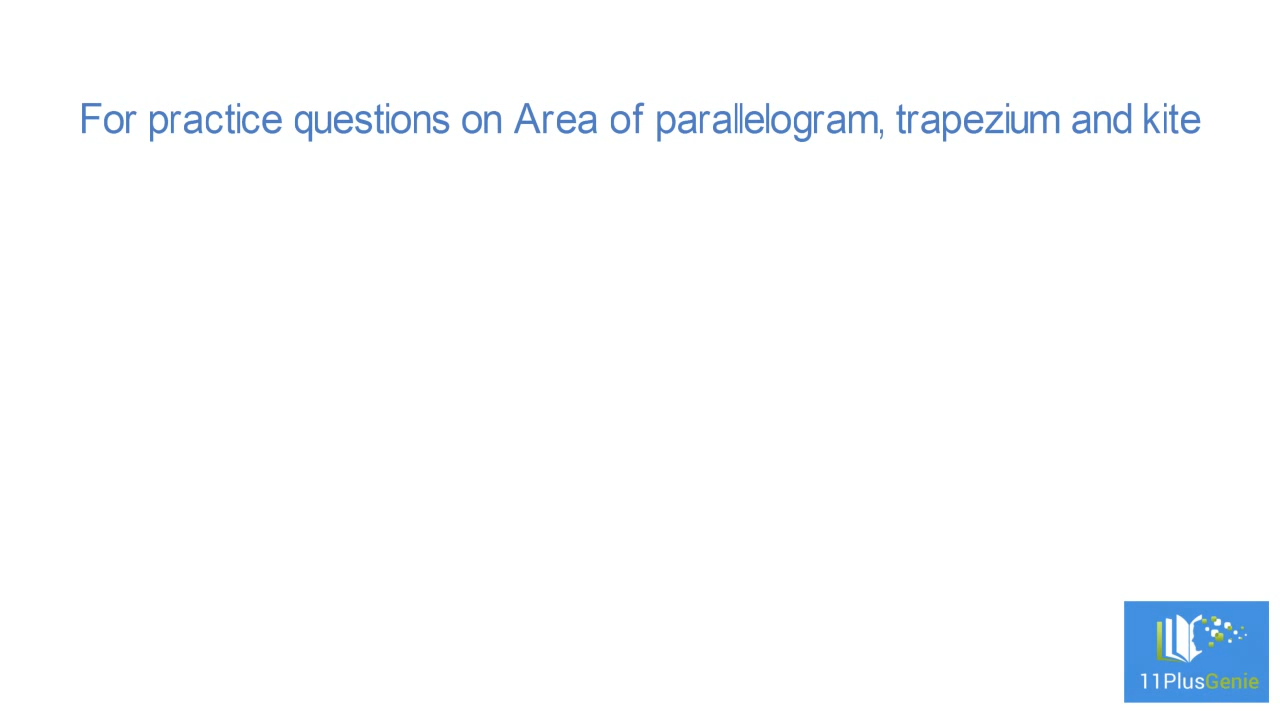 For practice questions on Area of parallelogram, trapezium and kite
11PlusGenie